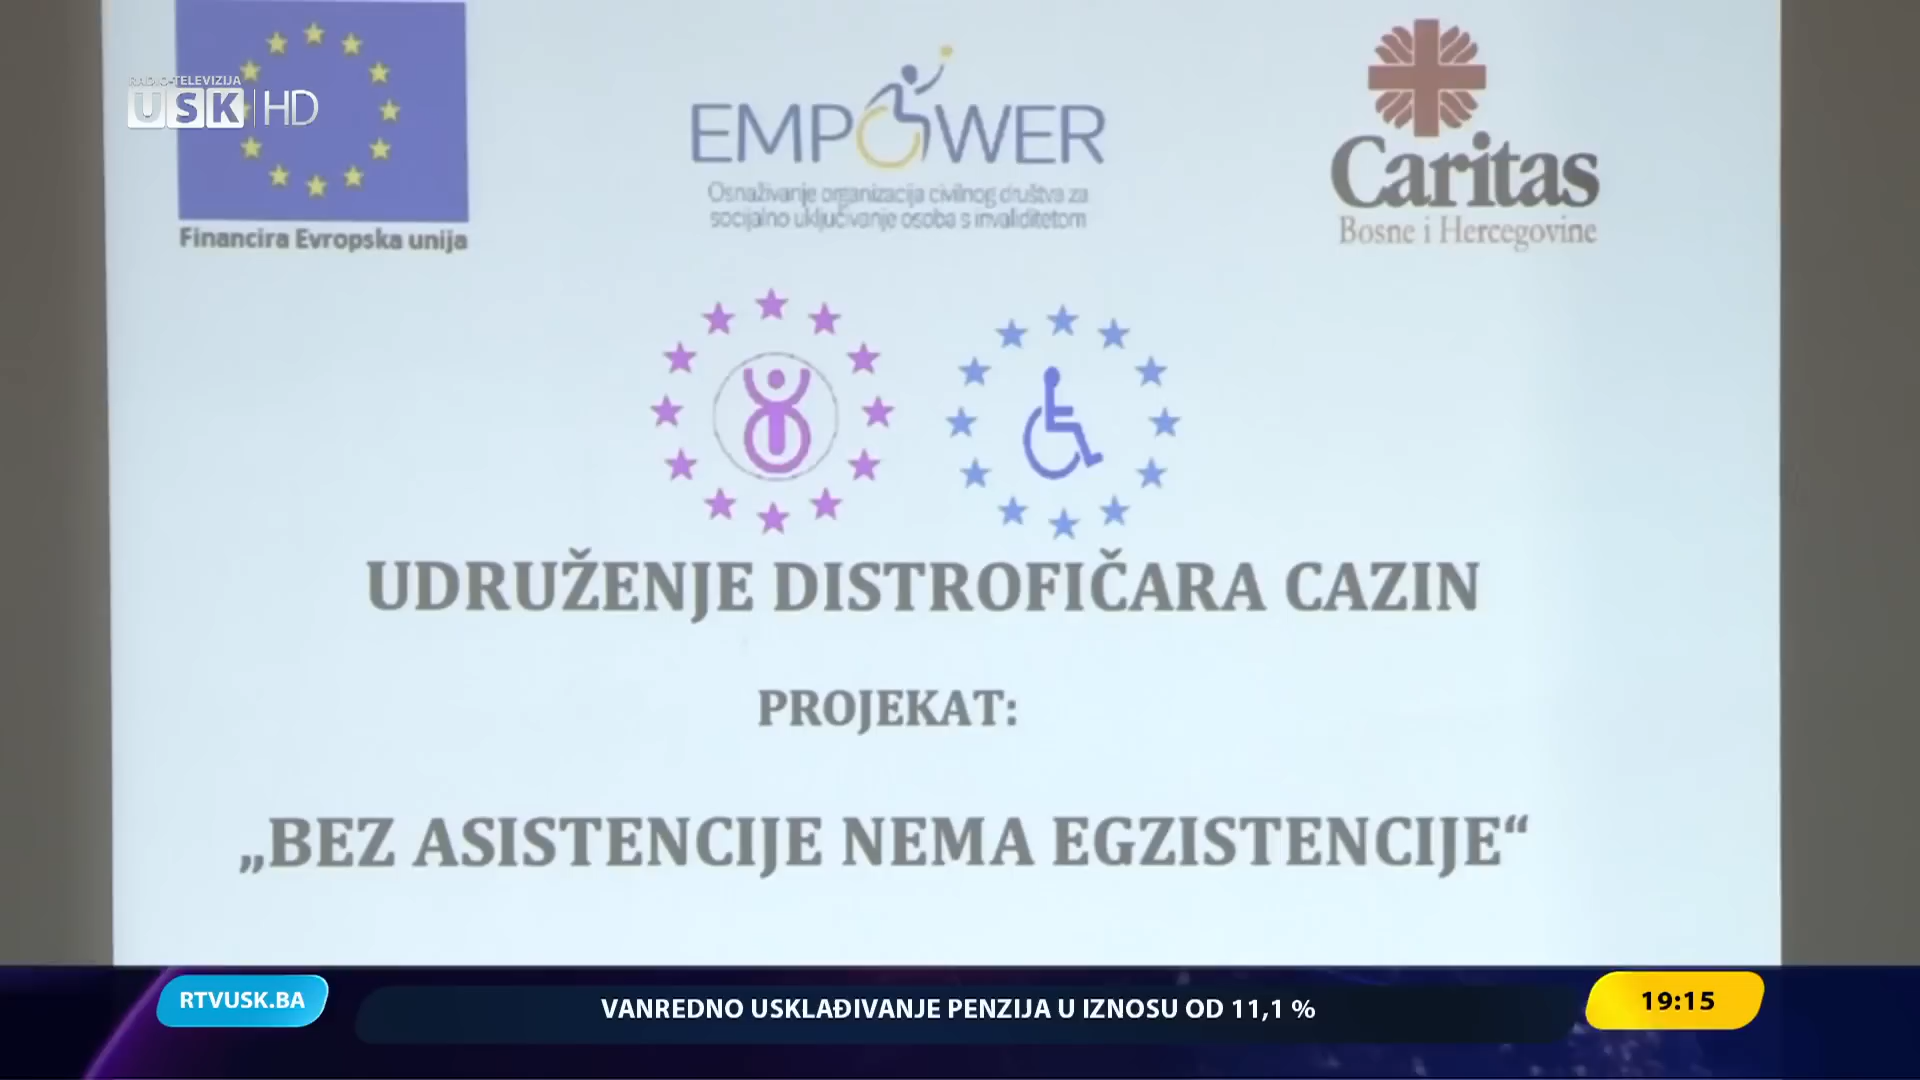 RADIO-TELEVIZIJA
USK HD
Financira Evropska unija
EMPOWER
Osnaživanje organizacija civilnog društva za
socijalno uključivanje osoba s invaliditetom
Caritas
Bosne i Hercegovine
UDRUŽENJE DISTROFIČARA CAZIN
PROJEKAT:
„BEZ ASISTENCIJE NEMA EGZISTENCIJE“
RTVUSK.BA
VANREDNO USKLAĐIVANJE PENZIJA U IZNOSU OD 11,1 %
19:15